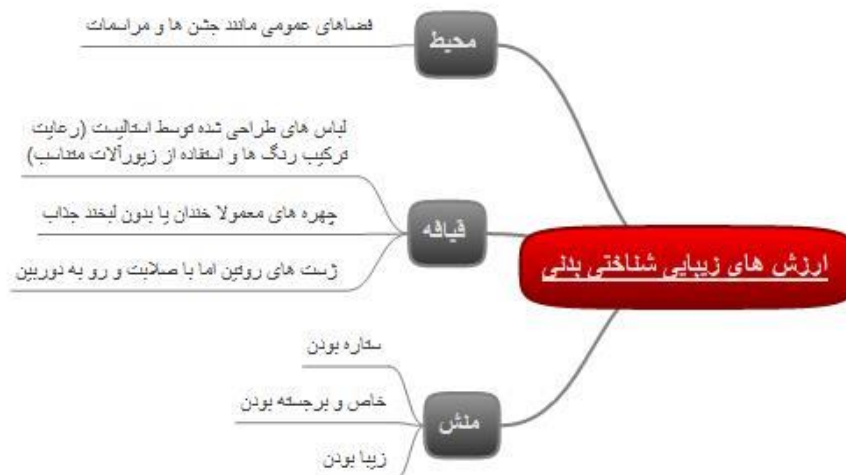 ارزش های زیبایی شناختی بدنی
محیط
فضاهای عمومی مانند جشن ها و مراسمات
قیافه
لباس های طراحی شده توسط استالیست (رعایت
ترکیب رنگ ها و استفاده از زیورآلات متناسب)
چهره های معمولا خندان یا بدون لبخند جذاب
ژست های روتین اما با صلابت و رو به دوربین
منش
ستاره بودن
خاص و برجسته بودن
زیبا بودن